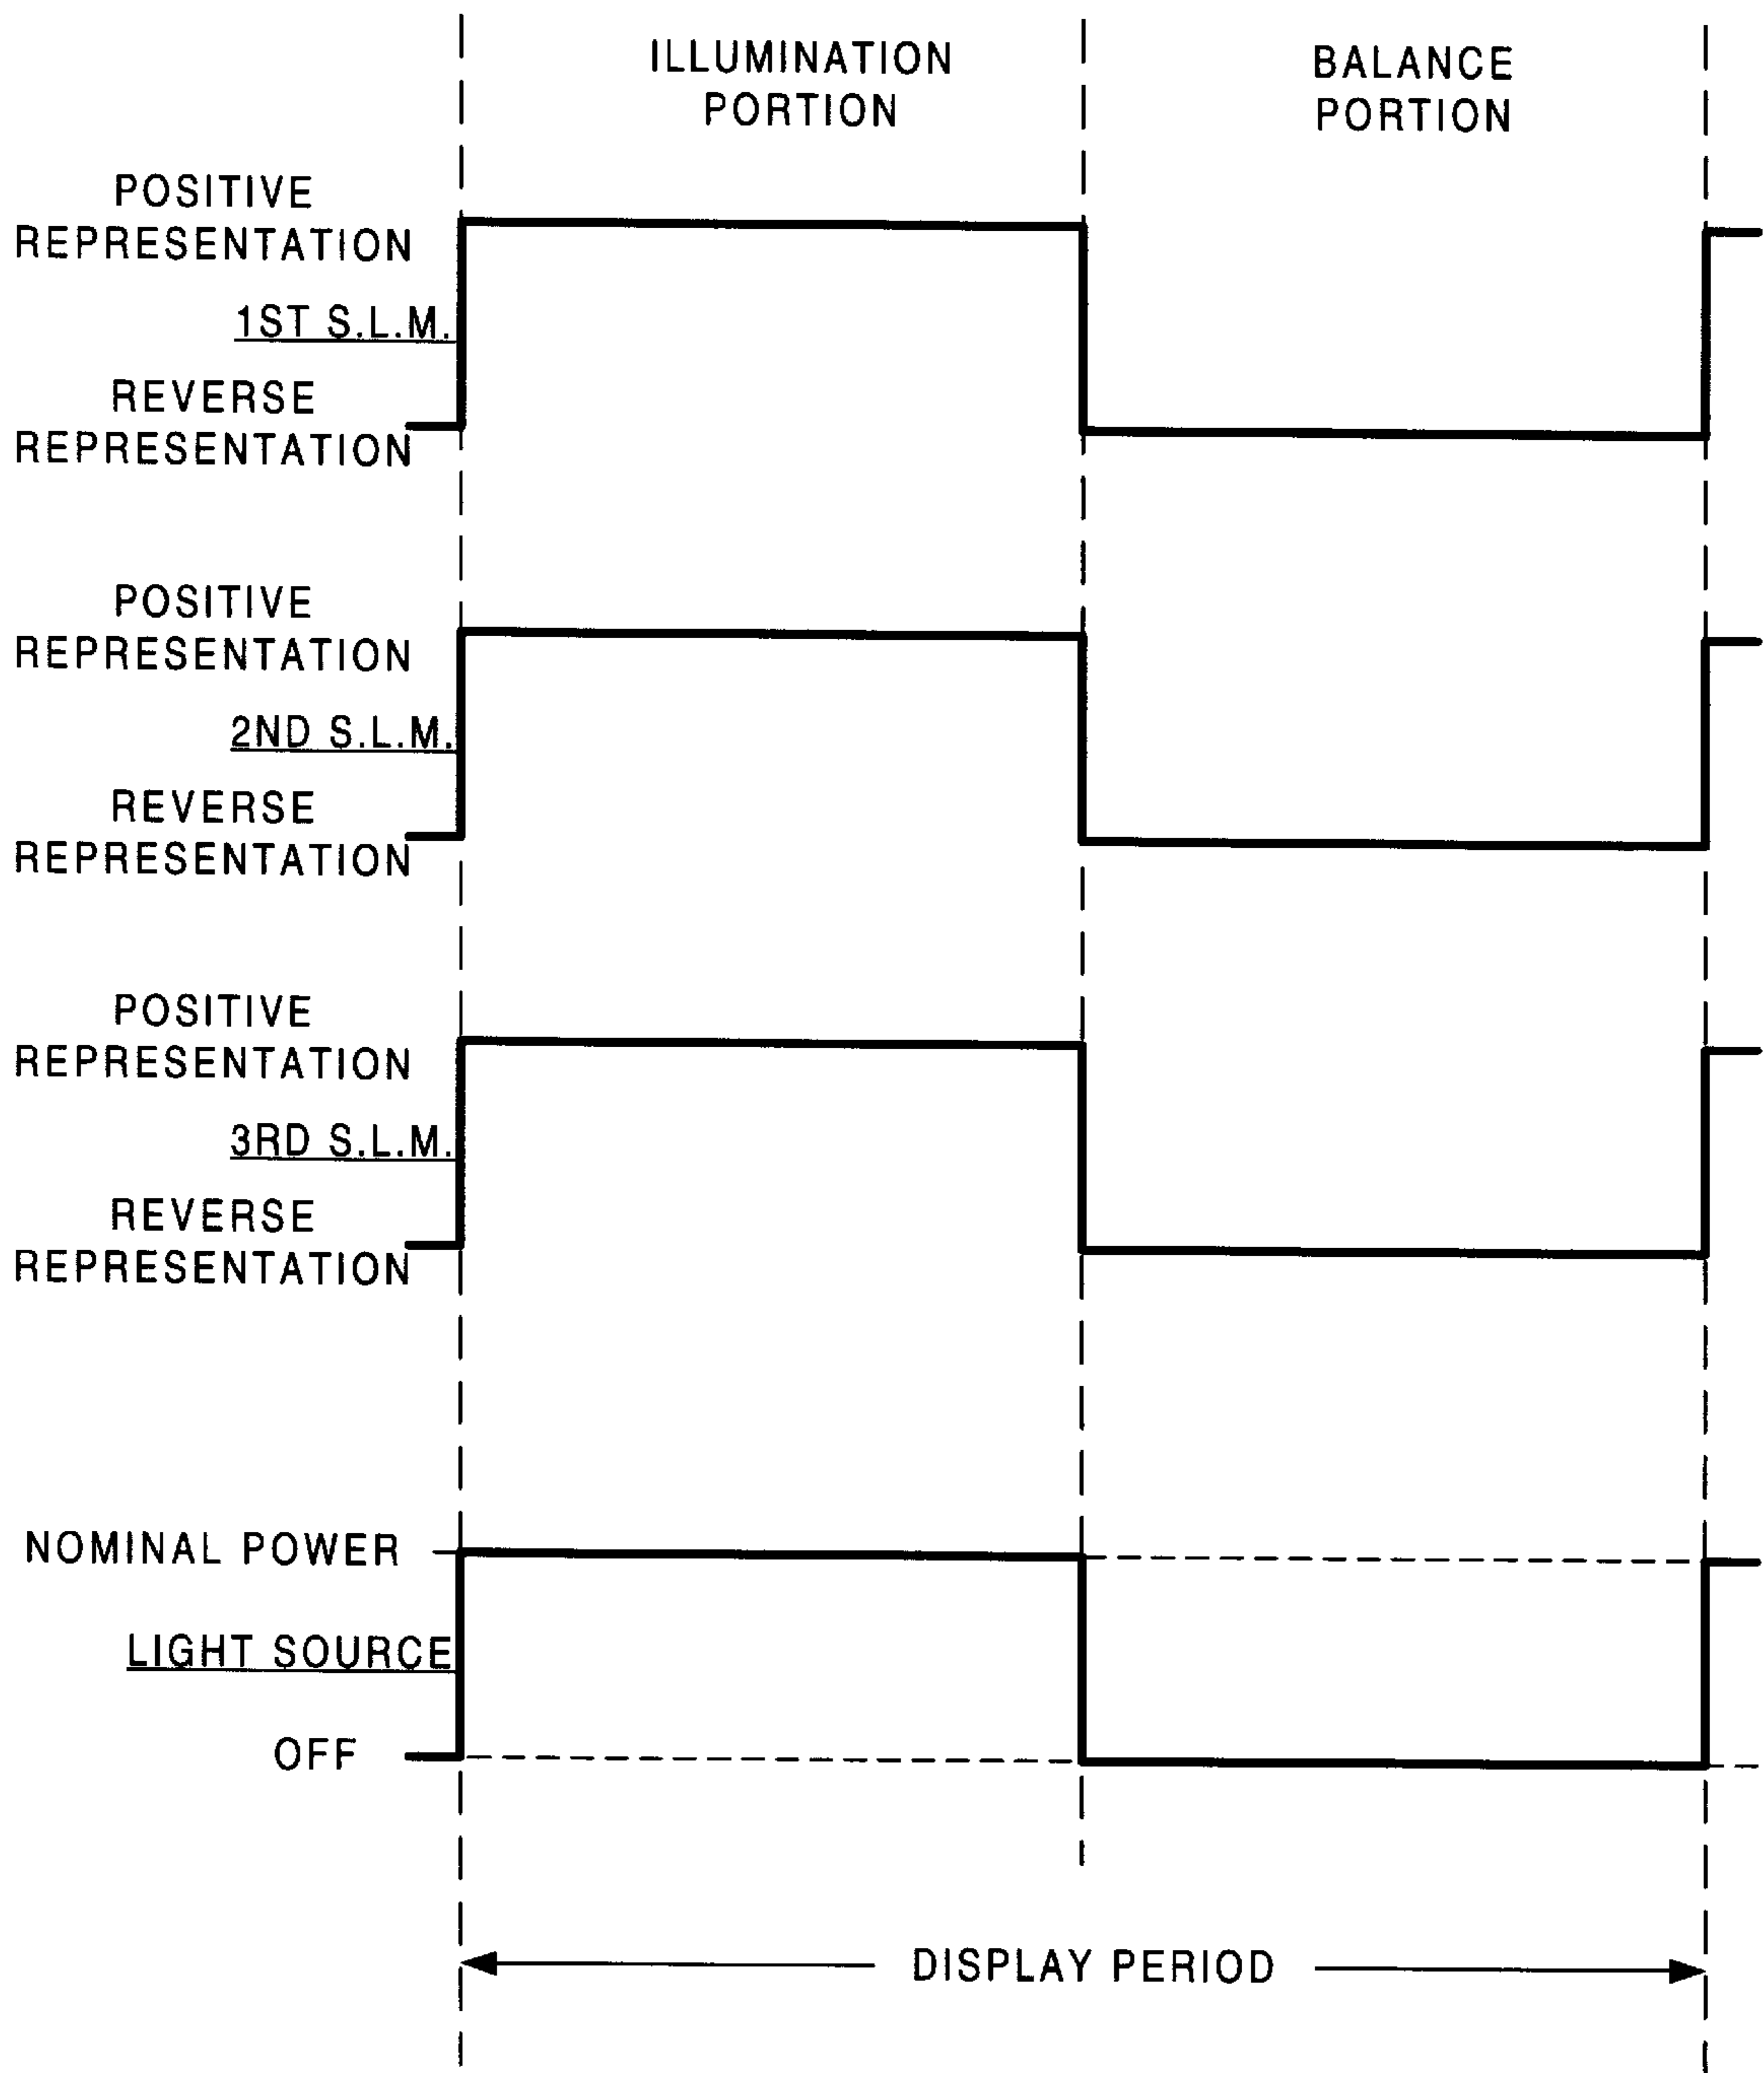 ILLUMINATION
PORTION
BALANCE
PORTION
POSITIVE
REPRESENTATION
1ST S.L.M.
REVERSE
REPRESENTATION
POSITIVE
REPRESENTATION
2ND S.L.M.
REVERSE
REPRESENTATION
POSITIVE
REPRESENTATION
3RD S.L.M.
REVERSE
REPRESENTATION
NOMINAL POWER
LIGHT SOURCE
OFF
DISPLAY PERIOD